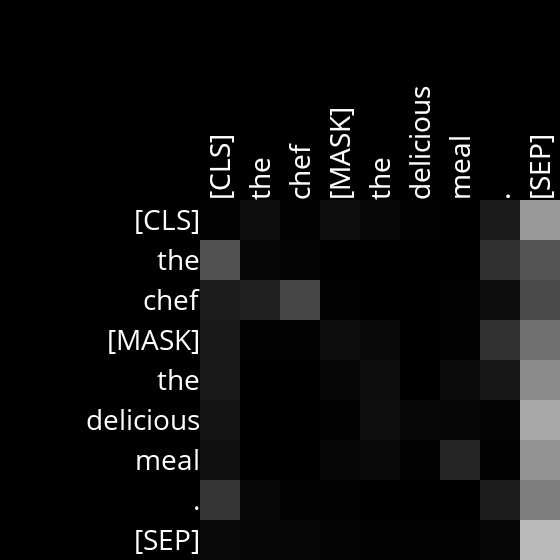 [CLS]
the
chef
[MASK]
the
delicious
meal
.
[SEP]
[CLS]
the
chef
[MASK]
the
delicious
meal
.
[SEP]